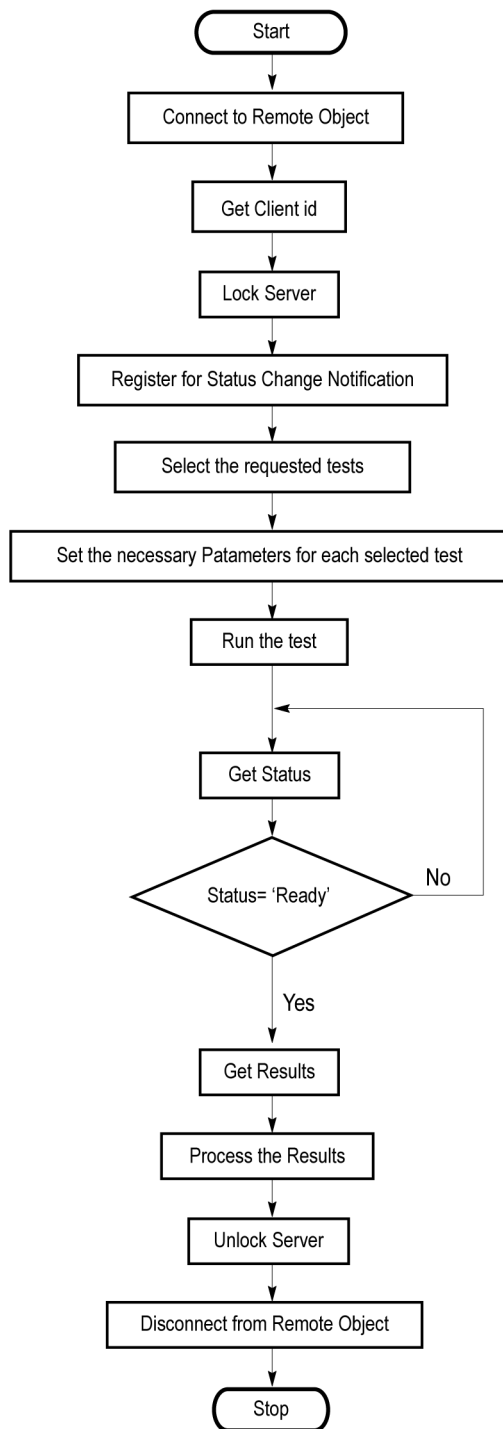 Start
Connect to Remote Object
Get Client id
Lock Server
Register for Status Change Notification
Select the requested tests
Set the necessary Patameters for each selected test
Run the test
Get Status
Status= ‘Ready’
No
Yes
Get Results
Process the Results
Unlock Server
Disconnect from Remote Object
Stop